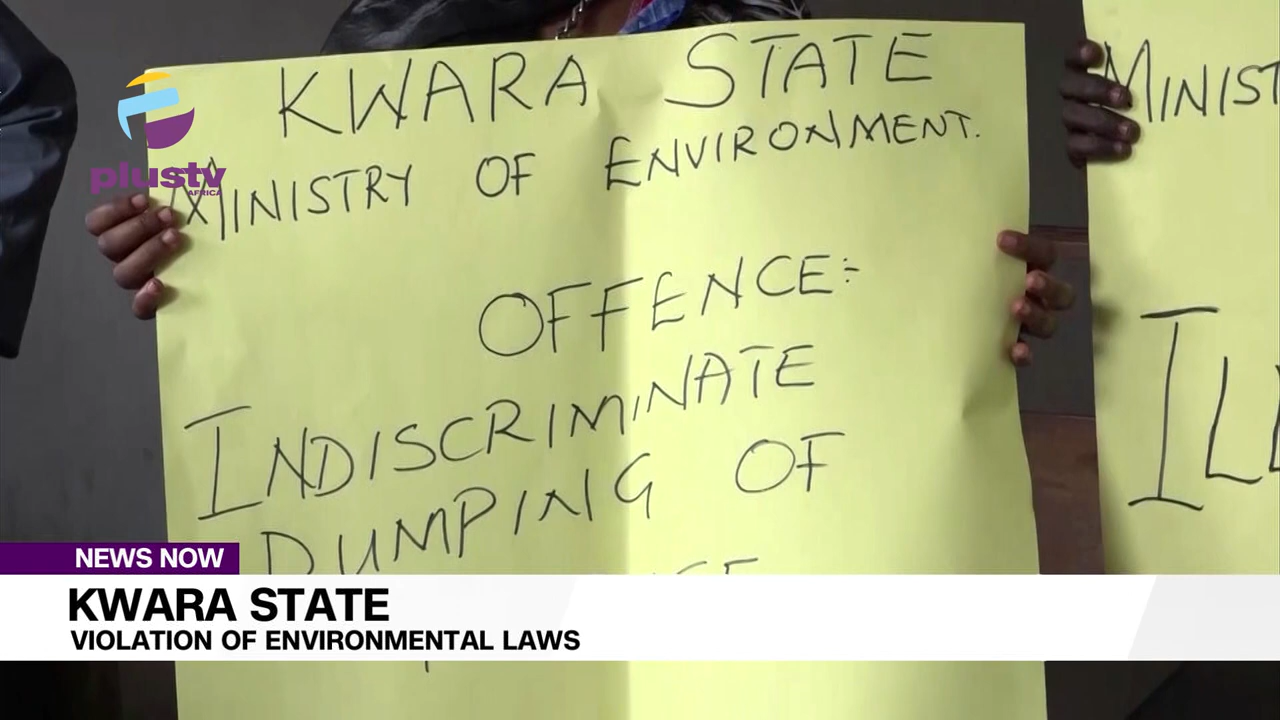 KWARA STATE
MINISTRY OF ENVIRONMENT.
OFFENCE:
INDISCRIMINATE
DUMPING OF
plustv
AFRICA
NEWS NOW
KWARA STATE
VIOLATION OF ENVIRONMENTAL LAWS